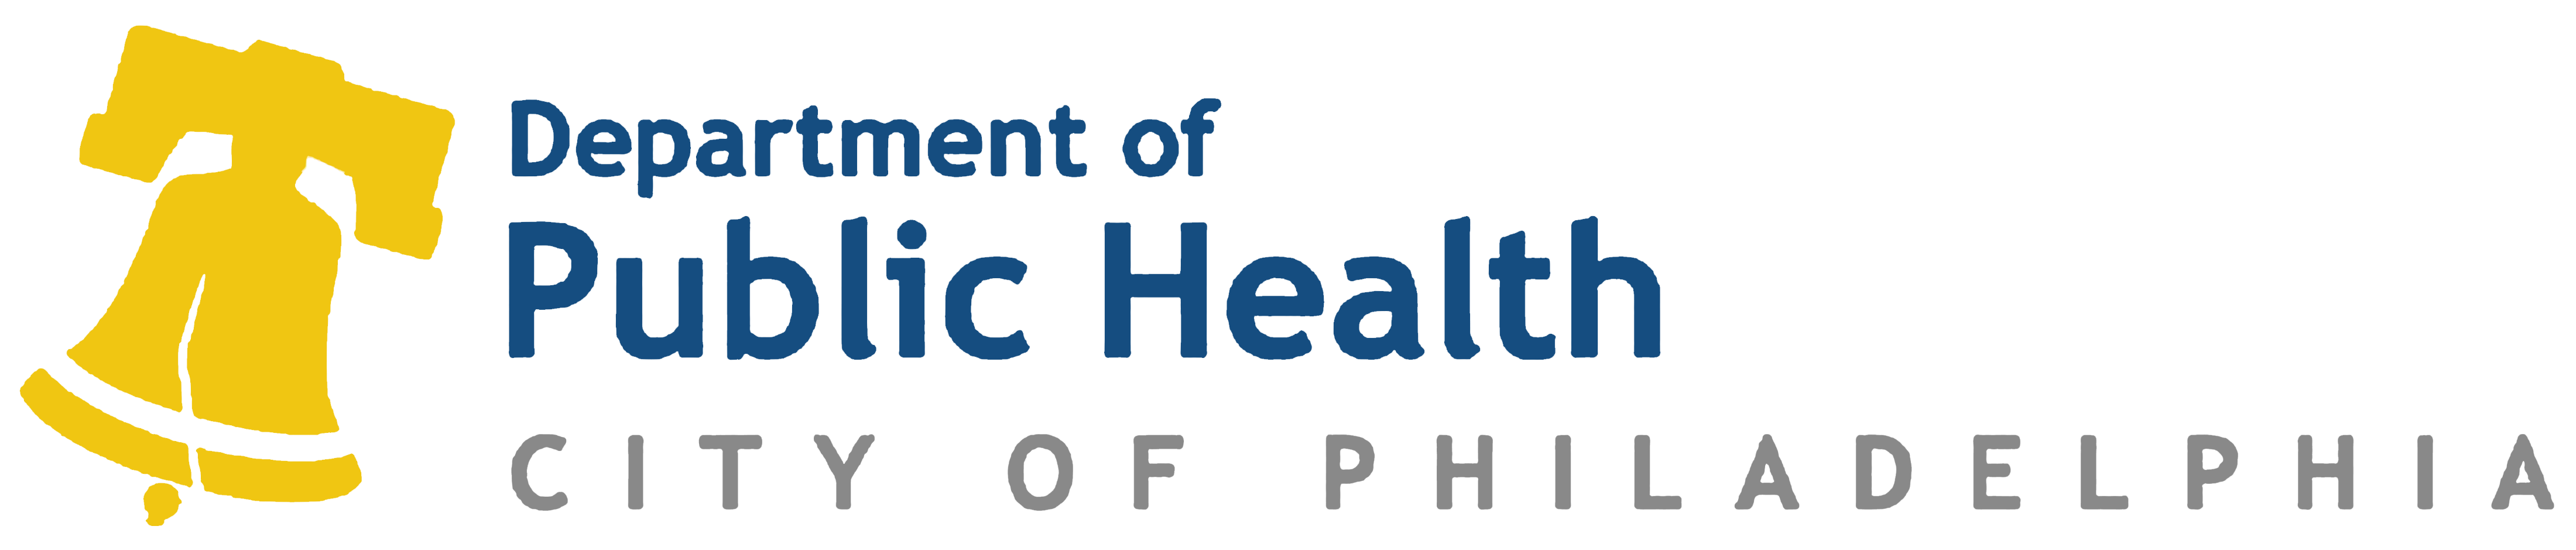 Department of
Public Health
CITY OF PHILADELPHIA